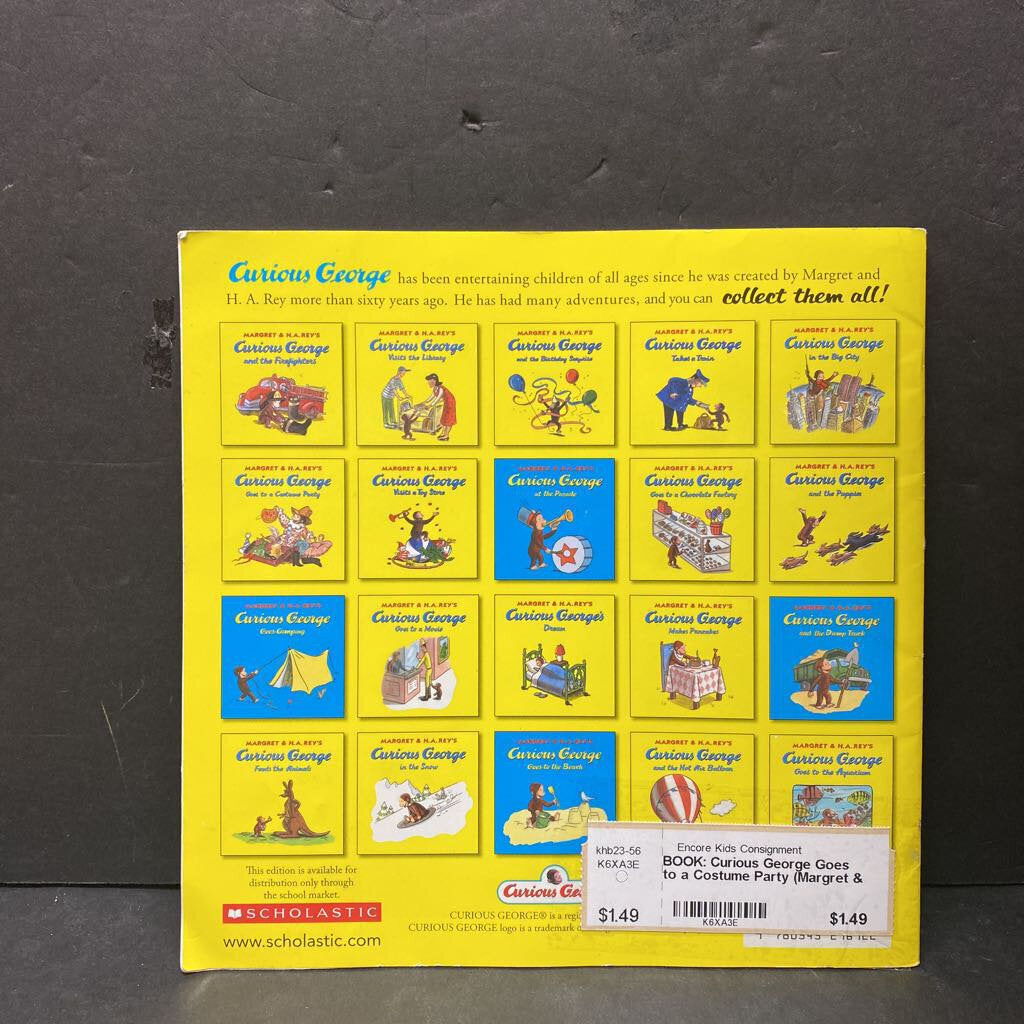 Curious George has been entertaining children of all ages since he was created by Margret and
H. A. Rey more than sixty years ago. He has had many adventures, and you can collect them all!
MARGRET & H.A. REY'S
Curious George
and the Firefighters
MARGRET & H.A. REY'S
Curious George
Visits the Library
MARGRET & H.A. REY'S
Curious George
and the Birthday Surprise
MARGRET & H.A. REY'S
Curious George
Takes a Train
MARGRET & H.A. REY'S
Curious George
in the Big City
MARGRET & H.A. REY'S
Curious George
Goes to a Costume Party
MARGRET & H.A. REY'S
Curious George
Visits a Toy Store
MARGRET & H.A. REY'S
Curious George
at the Parade
MARGRET & H.A. REY'S
Curious George
Goes to a Chocolate Factory
MARGRET & H.A. REY'S
Curious George
and the Puppies
MARGRET & H.A. REY'S
Curious George
Goes Camping
MARGRET & H.A. REY'S
Curious George
Goes to a Movie
MARGRET & H.A. REY'S
Curious George's
Dream
MARGRET & H.A. REY'S
Curious George
Makes Pancakes
MARGRET & H.A. REY'S
Curious George
and the Dump Truck
MARGRET & H.A. REY'S
Curious George
Feeds the Animals
MARGRET & H.A. REY'S
Curious George
in the Snow
MARGRET & H.A. REY'S
Curious George
Goes to the Beach
MARGRET & H.A. REY'S
Curious George
and the Hot Air Balloon
MARGRET & H.A. REY'S
Curious George
Goes to the Aquarium
This edition is available for
distribution only through
the school market.
SCHOLASTIC
www.scholastic.com
Curious Ge
CURIOUS GEORGE® is a regi
CURIOUS GEORGE logo is a trademark o
khb23-56
K6XA3E
$1.49
Encore Kids Consignment
BOOK: Curious George Goes
to a Costume Party (Margret &
K6XA3E
$1.49